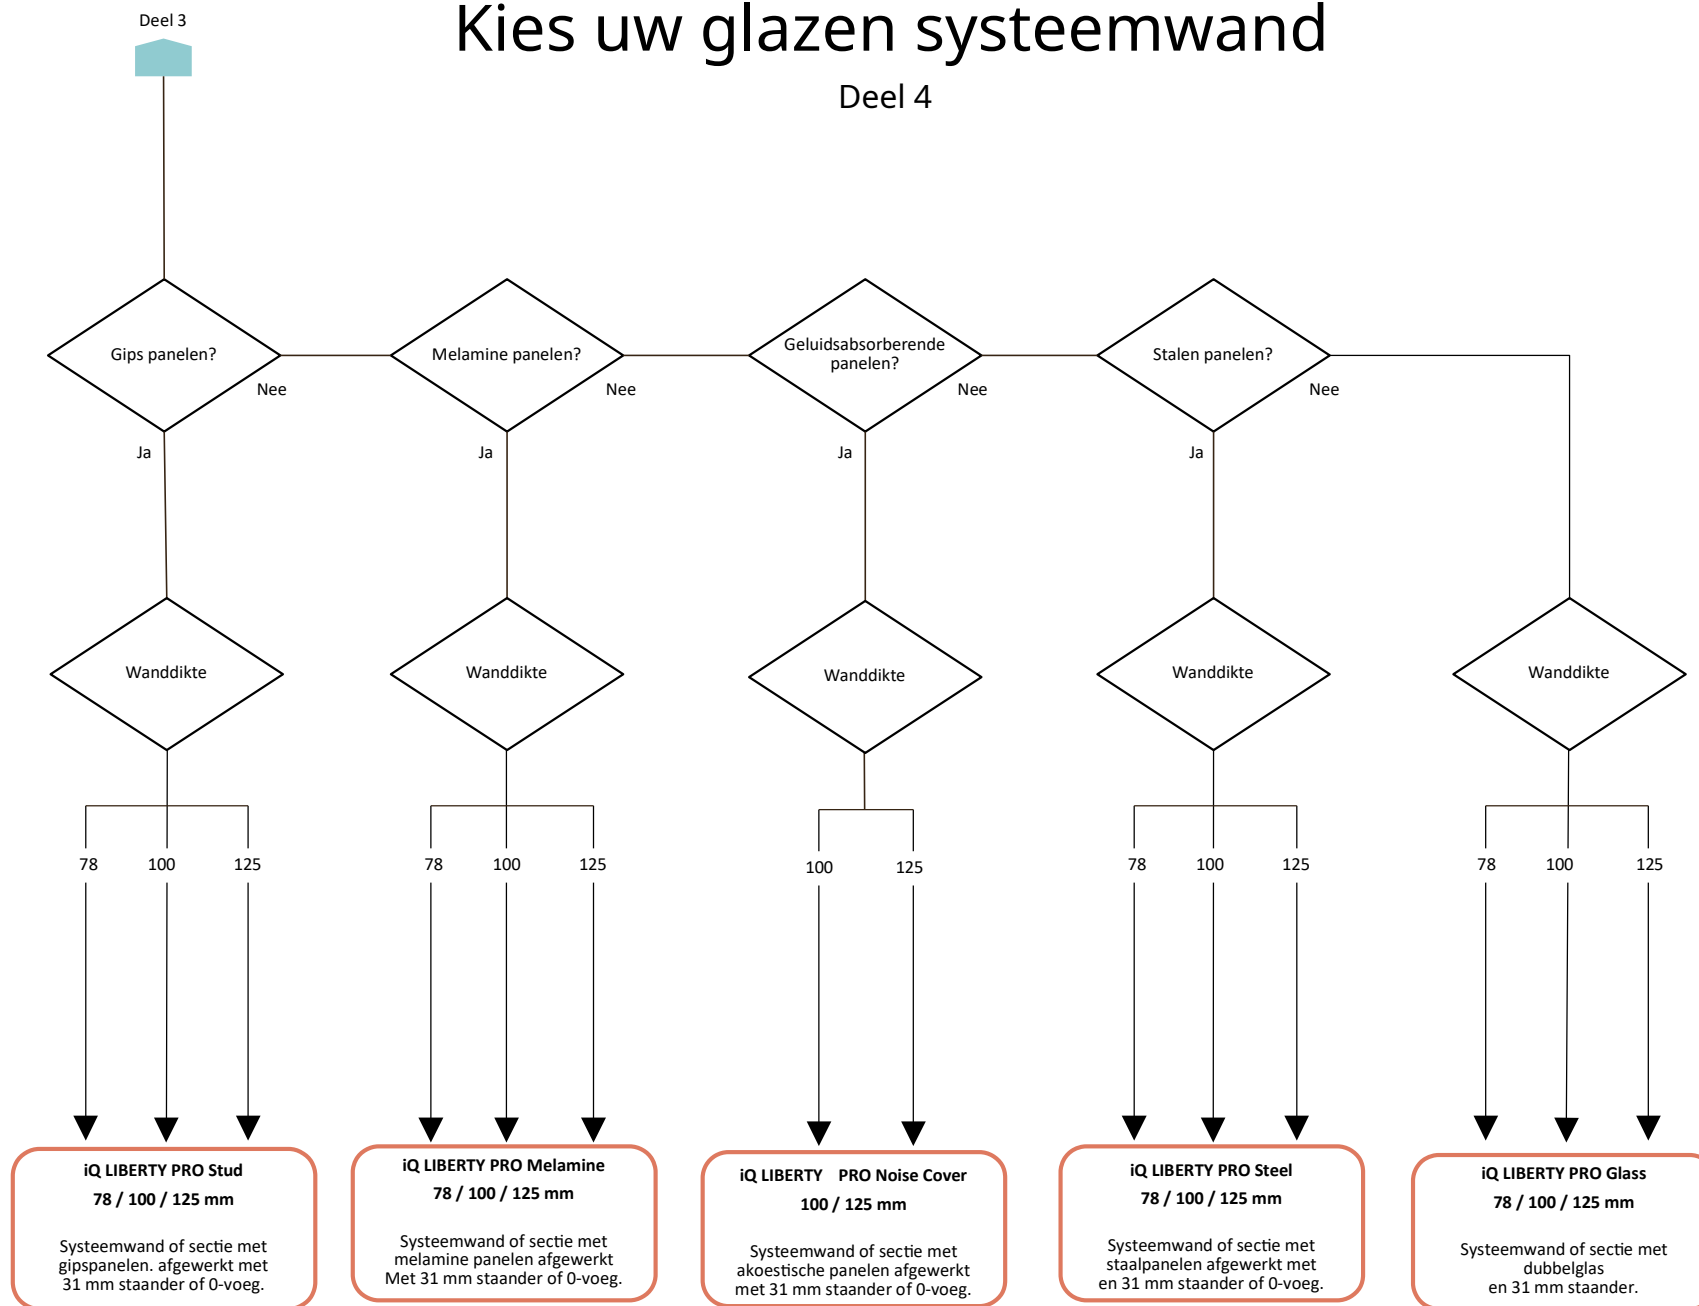 Deel 3
Kies uw glazen systeemwand
Deel 4
Gips panelen?
Nee
Ja
Melamine panelen?
Nee
Ja
Geluidsabsorberende
panelen?
Nee
Ja
Stalen panelen?
Nee
Ja
Wanddikte
Wanddikte
Wanddikte
Wanddikte
Wanddikte
78 100 125
78 100 125
100 125
78 100 125
78 100 125
iQ LIBERTY PRO Stud
78 / 100 / 125 mm
Systeemwand of sectie met
gipspanelen. afgewerkt met
31 mm staander of 0-voeg.
iQ LIBERTY PRO Melamine
78 / 100 / 125 mm
Systeemwand of sectie met
melamine panelen afgewerkt
Met 31 mm staander of 0-voeg.
iQ LIBERTY PRO Noise Cover
100 / 125 mm
Systeemwand of sectie met
akoestische panelen afgewerkt
met 31 mm staander of 0-voeg.
iQ LIBERTY PRO Steel
78 / 100 / 125 mm
Systeemwand of sectie met
staalpanelen afgewerkt met
en 31 mm staander of 0-voeg.
iQ LIBERTY PRO Glass
78 / 100 / 125 mm
Systeemwand of sectie met
dubbelglas
en 31 mm staander.